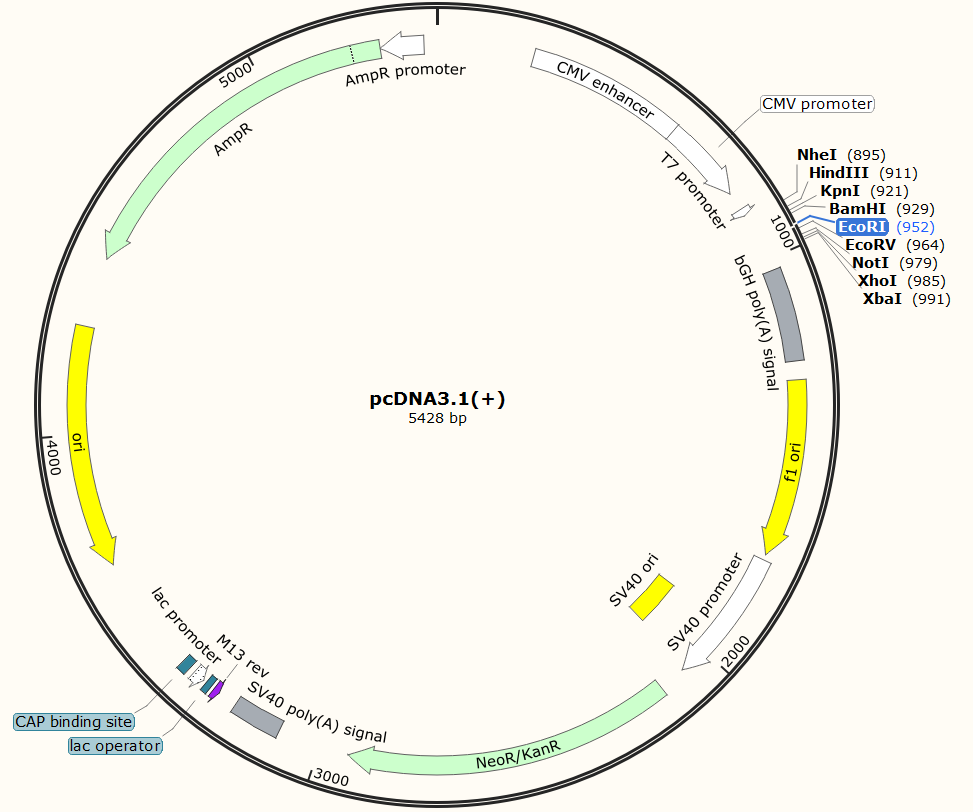 5000
AmpR promoter
AmpR
CMV enhancer
CMV promoter
T7 promoter
NheI (895)
HindIII (911)
KpnI (921)
BamHI (929)
EcoRI (952)
EcoRV (964)
NotI (979)
XhoI (985)
XbaI (991)
1000
bGH poly(A) signal
pcDNA3.1(+)
5428 bp
f1 ori
ori
4000
SV40 ori
SV40 promoter
2000
lac promoter
M13 rev
SV40 poly(A) signal
CAP binding site
lac operator
NeoR/KanR
3000